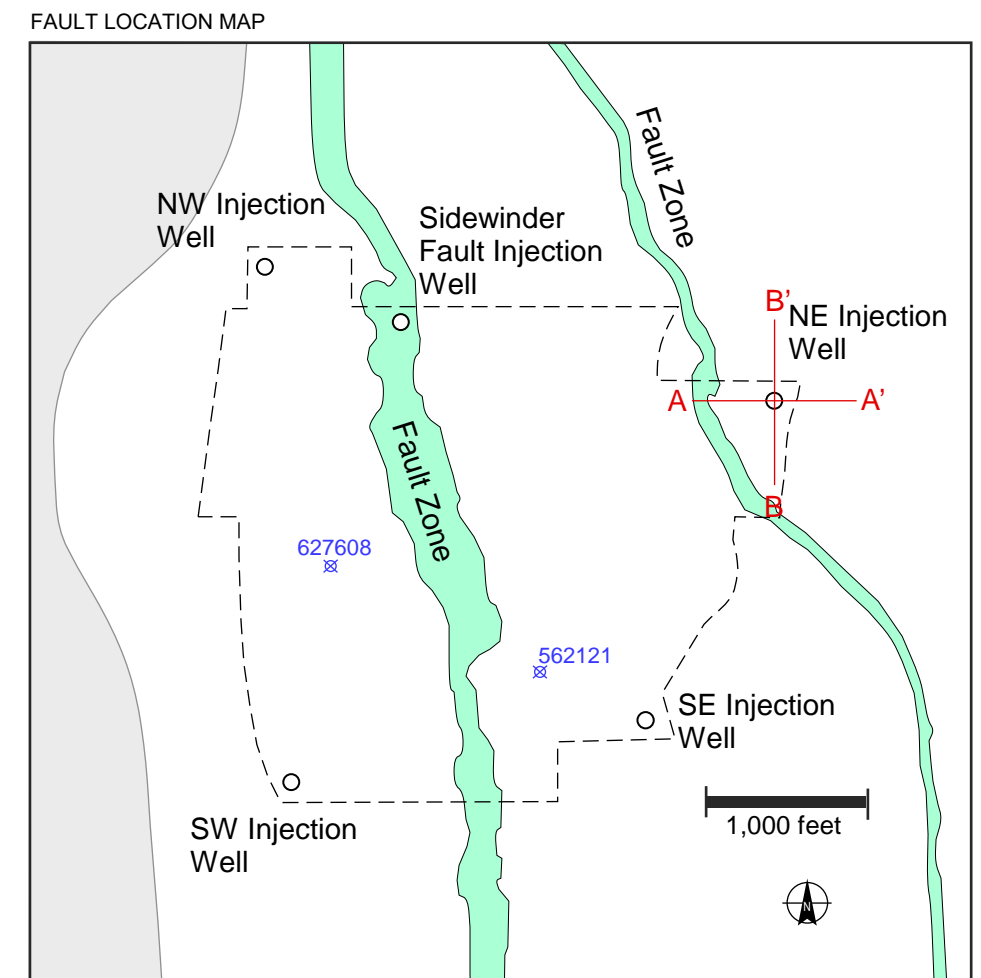 FAULT LOCATION MAP
Fault Zone
NW Injection
Well
Sidewinder
Fault Injection
Well
B’
NE Injection
Well
A
A’
Fault Zone
B
627608
562121
SE Injection
Well
1,000 feet
SW Injection
Well
N